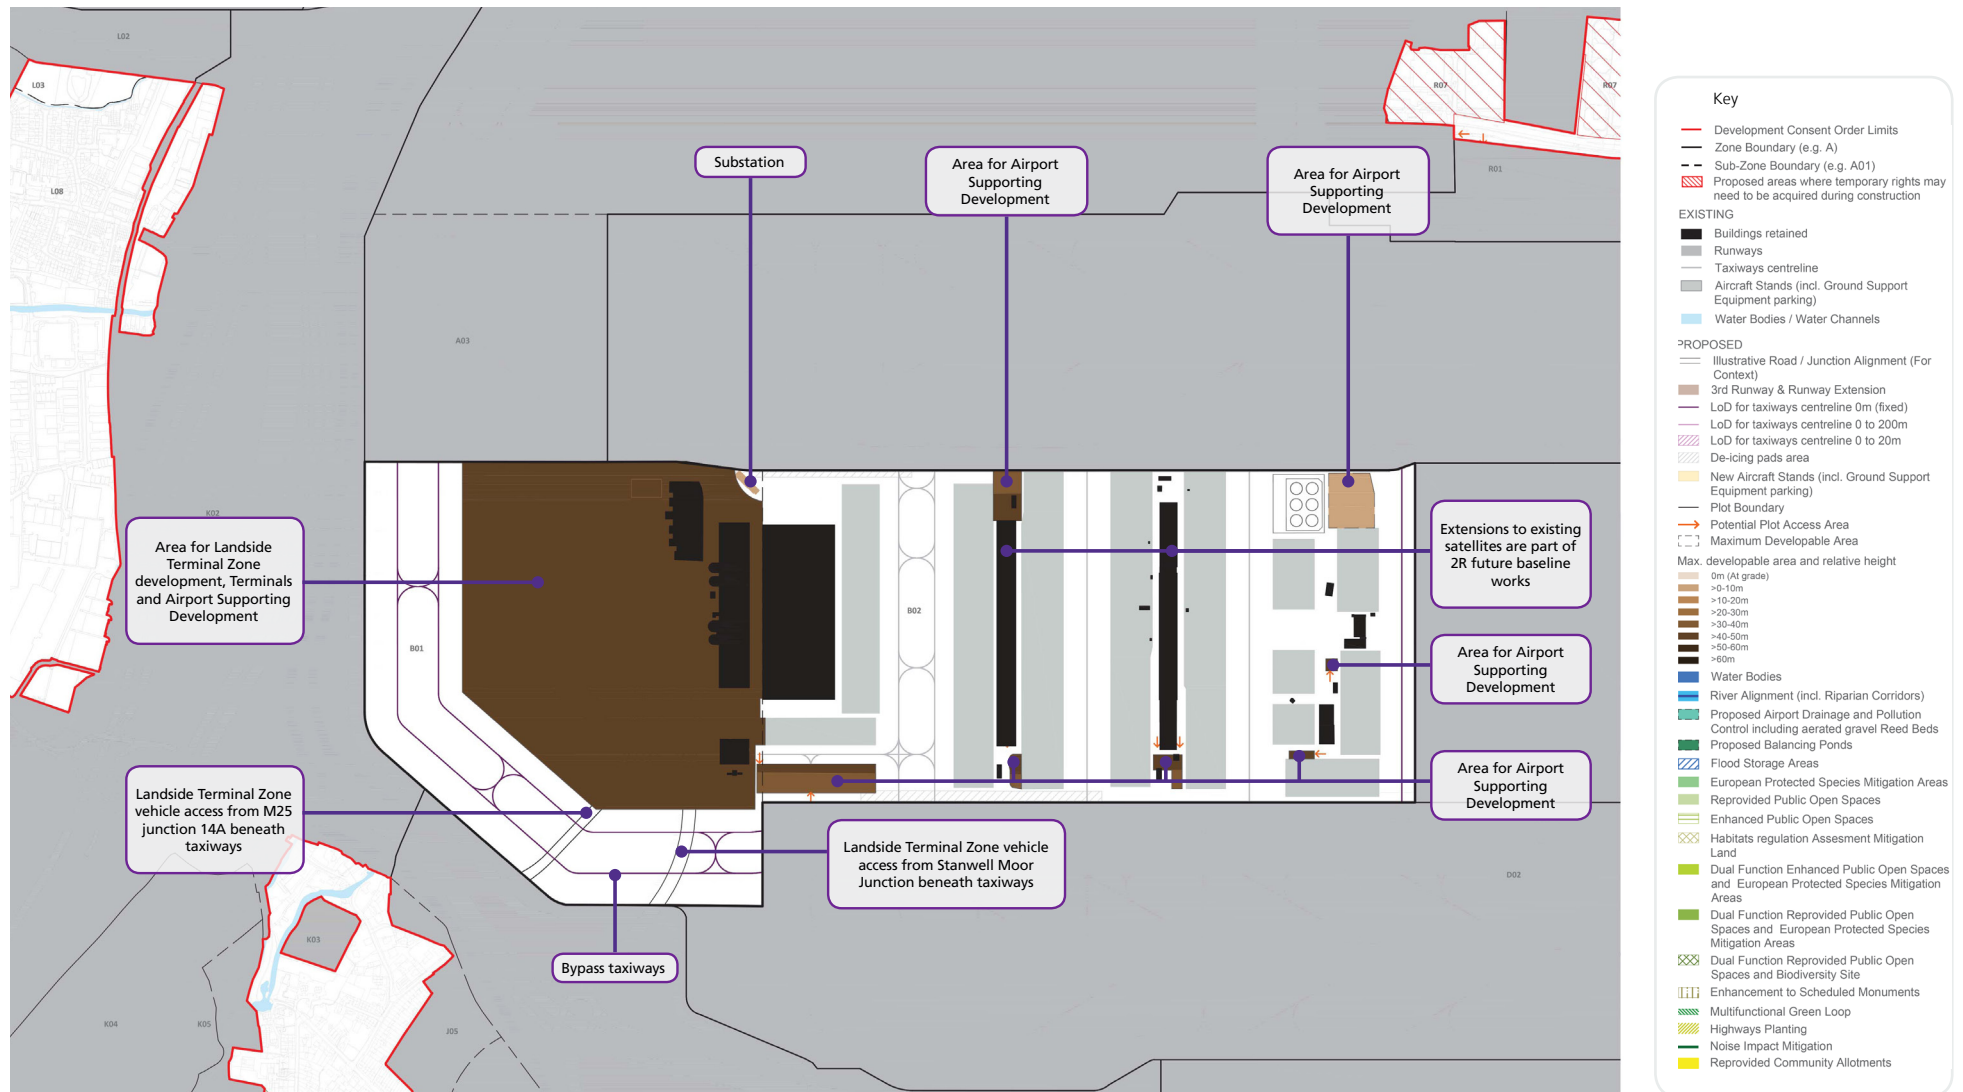 L02
L03
L08
K02
A03
B01
B02
R07
R07
R01
K03
K04
K05
J05
D02
Substation
Area for Airport
Supporting
Development
Area for Airport
Supporting
Development
Extensions to existing
satellites are part of
2R future baseline
works
Area for Landside
Terminal Zone
development, Terminals
and Airport Supporting
Development
Area for Airport
Supporting
Development
Area for Airport
Supporting
Development
Landside Terminal Zone
vehicle access from M25
junction 14A beneath
taxiways
Landside Terminal Zone vehicle
access from Stanwell Moor
Junction beneath taxiways
Bypass taxiways
Key
Development Consent Order Limits
Zone Boundary (e.g. A)
Sub-Zone Boundary (e.g. A01)
Proposed areas where temporary rights may
need to be acquired during construction
EXISTING
Buildings retained
Runways
Taxiways centreline
Aircraft Stands (incl. Ground Support
Equipment parking)
Water Bodies / Water Channels
PROPOSED
Illustrative Road / Junction Alignment (For
Context)
3rd Runway & Runway Extension
LoD for taxiways centreline 0m (fixed)
LoD for taxiways centreline 0 to 200m
LoD for taxiways centreline 0 to 20m
De-icing pads area
New Aircraft Stands (incl. Ground Support
Equipment parking)
Plot Boundary
Potential Plot Access Area
Maximum Developable Area
Max. developable area and relative height
0m (At grade)
>0-10m
>10-20m
>20-30m
>30-40m
>40-50m
>50-60m
>60m
Water Bodies
River Alignment (incl. Riparian Corridors)
Proposed Airport Drainage and Pollution
Control including aerated gravel Reed Beds
Proposed Balancing Ponds
Flood Storage Areas
European Protected Species Mitigation Areas
Reprovided Public Open Spaces
Enhanced Public Open Spaces
Habitats regulation Assesment Mitigation
Land
Dual Function Enhanced Public Open Spaces
and European Protected Species Mitigation
Areas
Dual Function Reprovided Public Open
Spaces and European Protected Species
Mitigation Areas
Dual Function Reprovided Public Open
Spaces and Biodiversity Site
Enhancement to Scheduled Monuments
Multifunctional Green Loop
Highways Planting
Noise Impact Mitigation
Reprovided Community Allotments